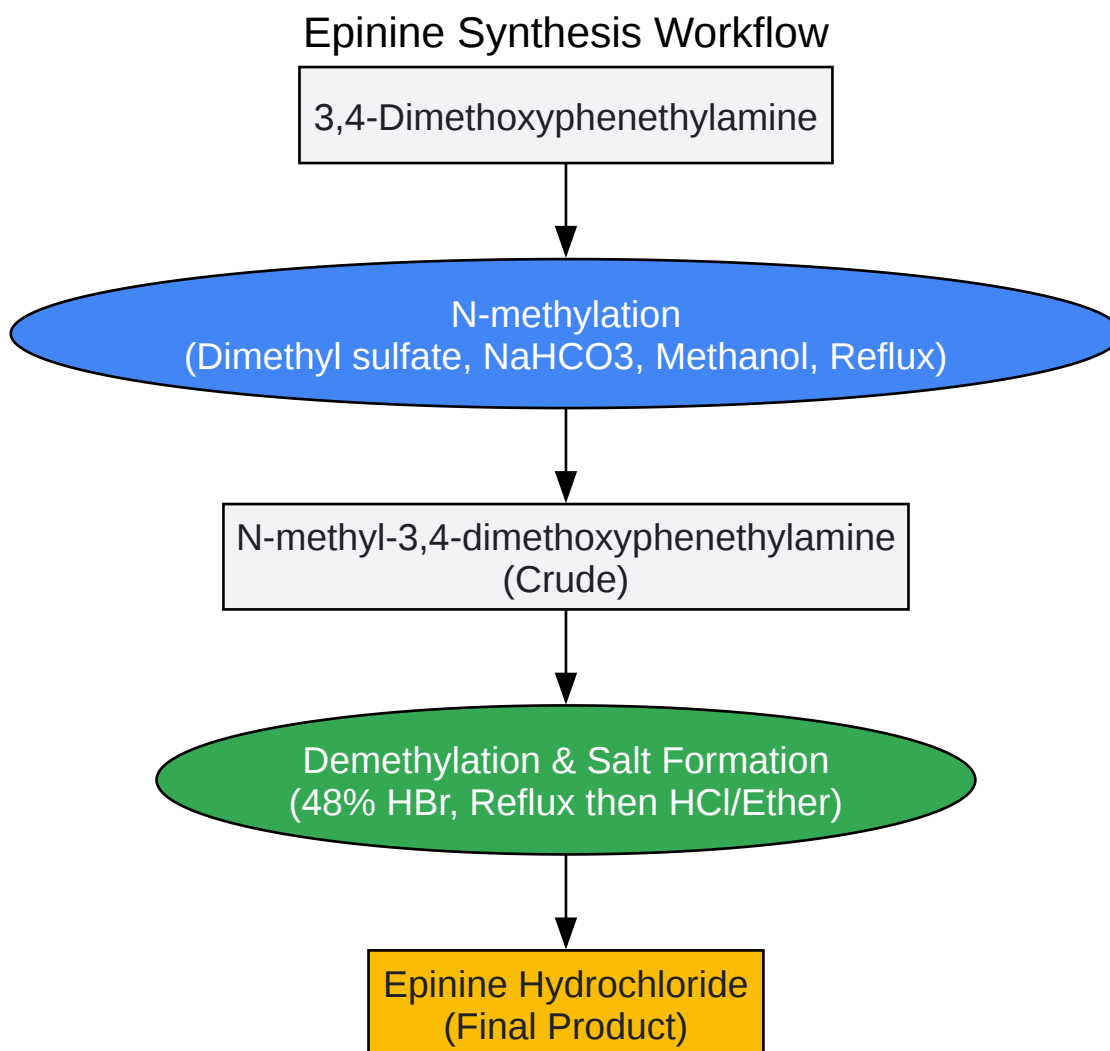 Epinine Synthesis Workflow
3,4-Dimethoxyphenethylamine
N-methylation
(Dimethyl sulfate, NaHCO3, Methanol, Reflux)
N-methyl-3,4-dimethoxyphenethylamine
(Crude)
Demethylation & Salt Formation
(48% HBr, Reflux then HCl/Ether)
Epinine Hydrochloride
(Final Product)